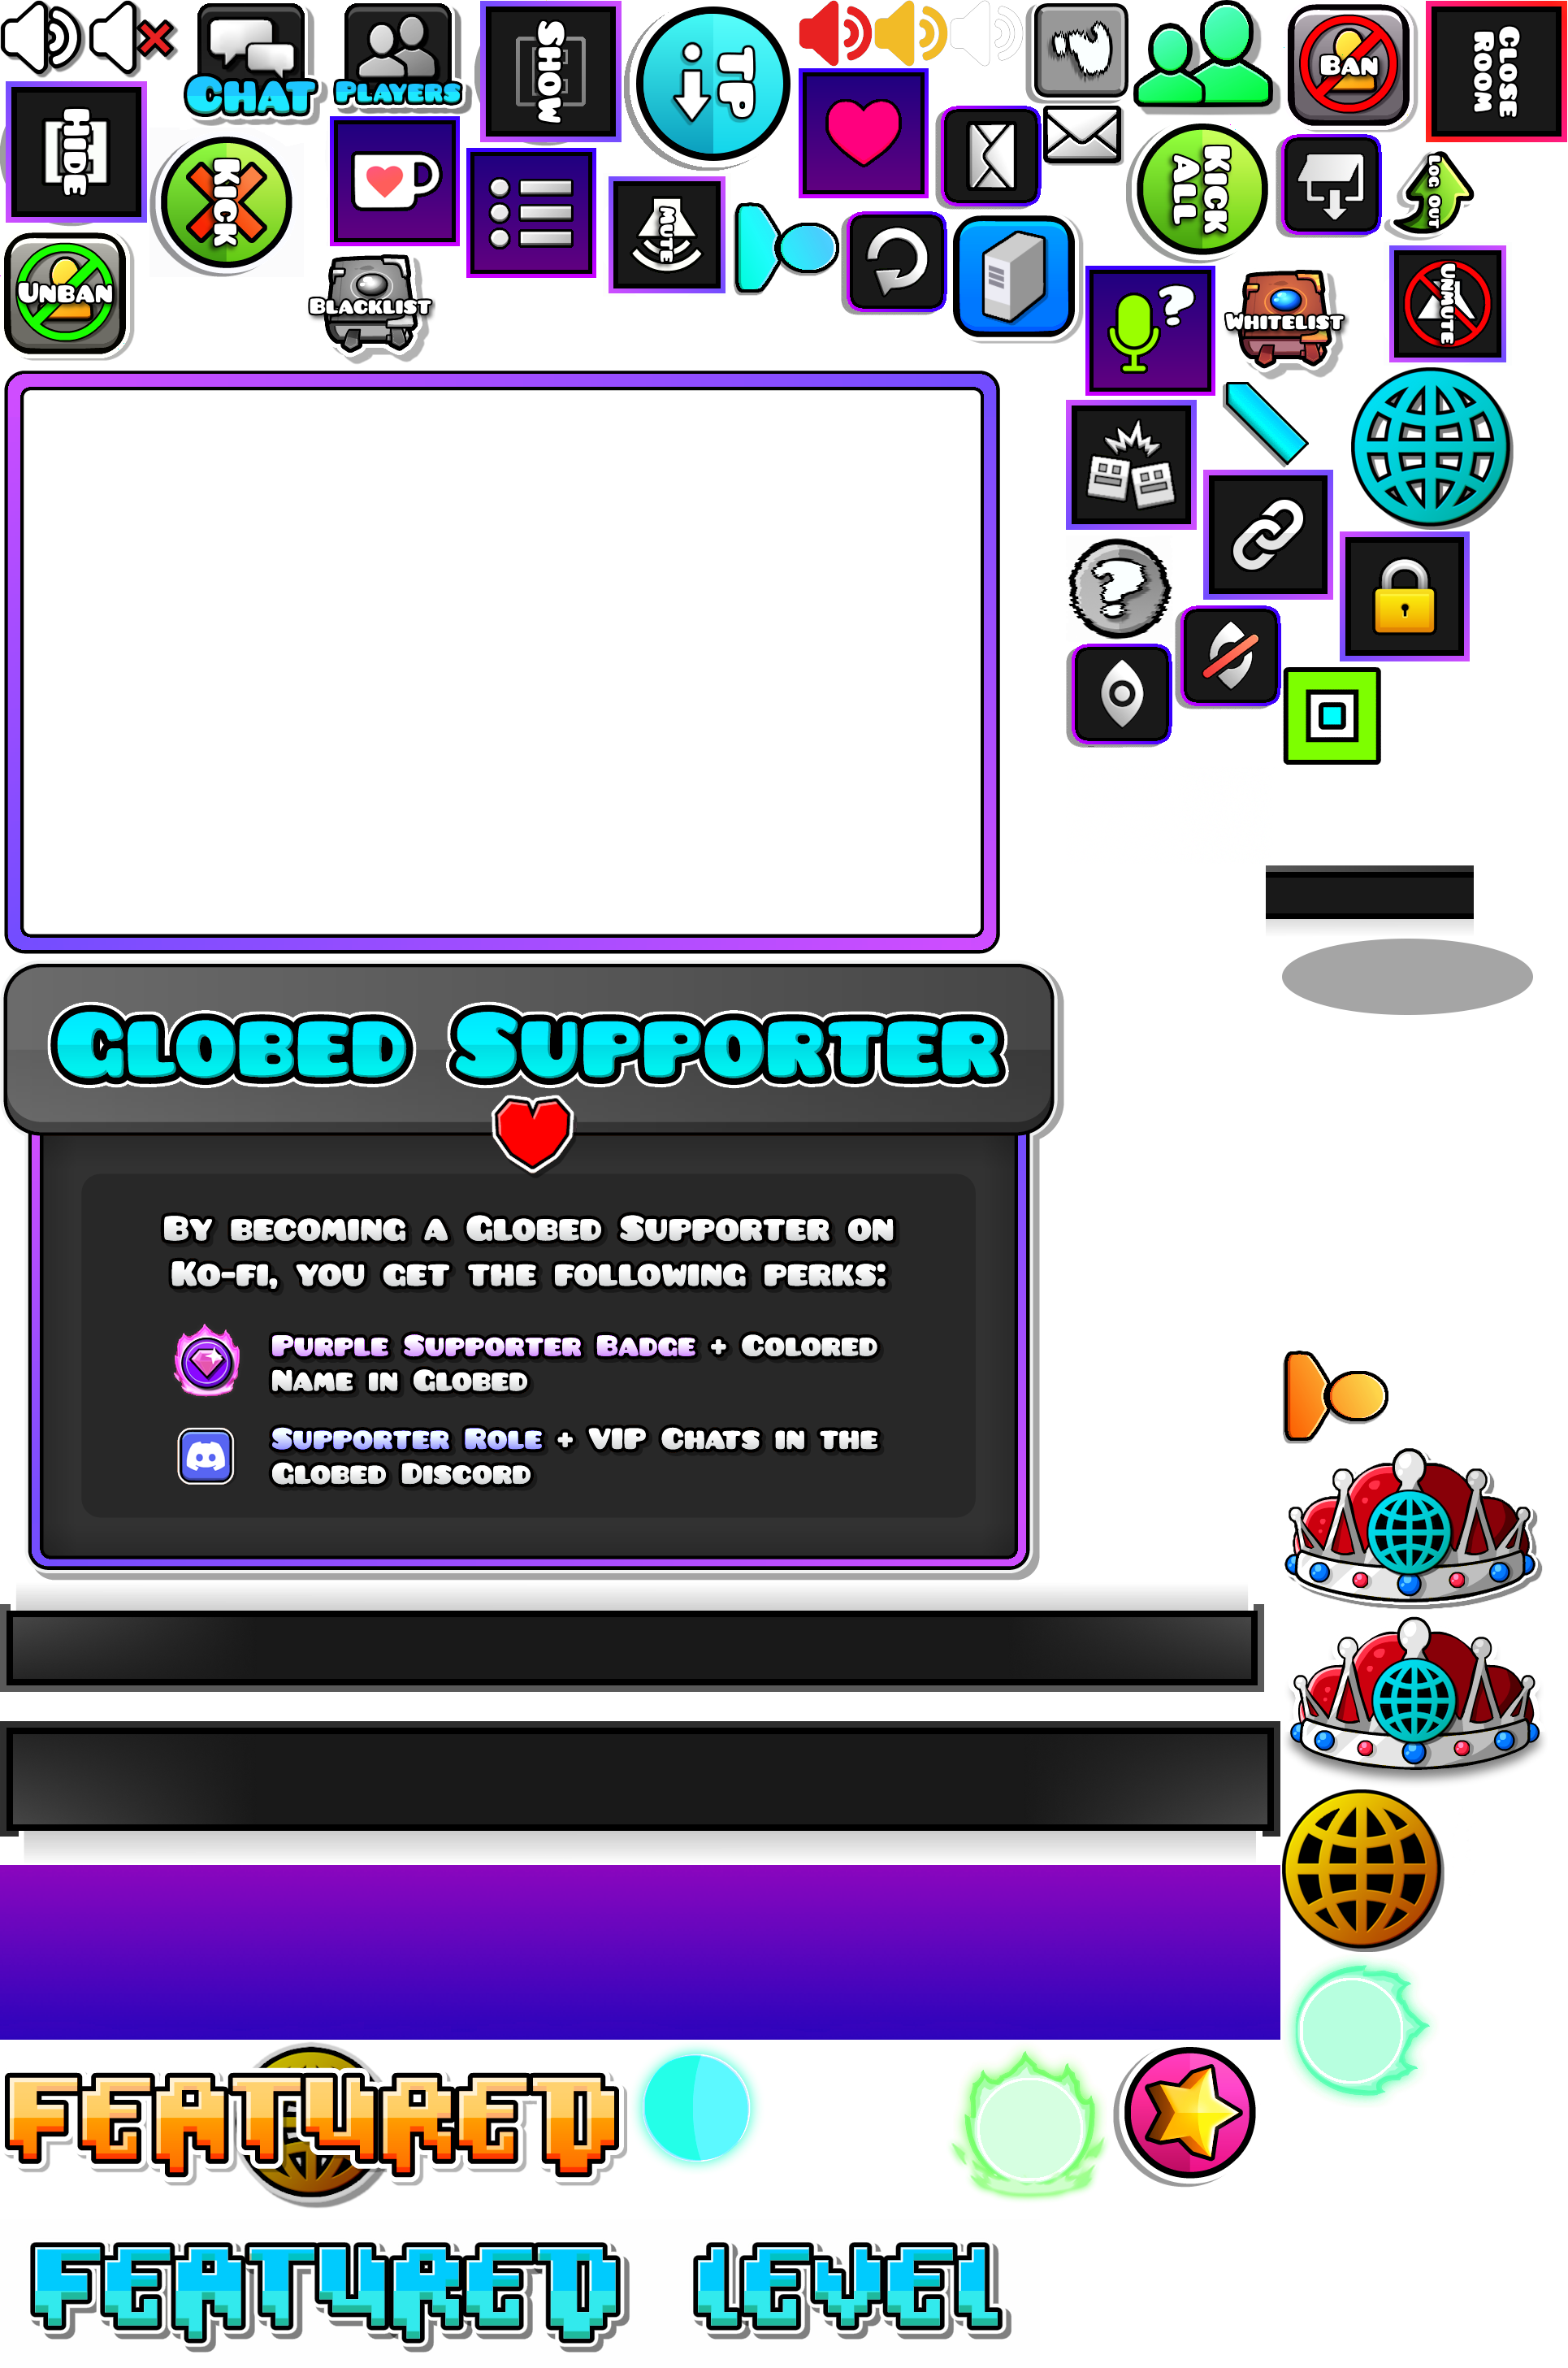 CHAT
PLAYERS
SHOW
TIP
BAN
CLOSE
ROOM
HIDE
KICK
MUTE
KICK
ALL
LOG OUT
UNBAN
BLACKLIST
WHITELIST
UNMUTE
?
?
GLOBED SUPPORTER
BY BECOMING A GLOBED SUPPORTER ON
KO-FI, YOU GET THE FOLLOWING PERKS:
PURPLE SUPPORTER BADGE + COLORED
NAME IN GLOBED
SUPPORTER ROLE + VIP CHATS IN THE
GLOBED DISCORD
FEATURED
FEATURED LEVEL